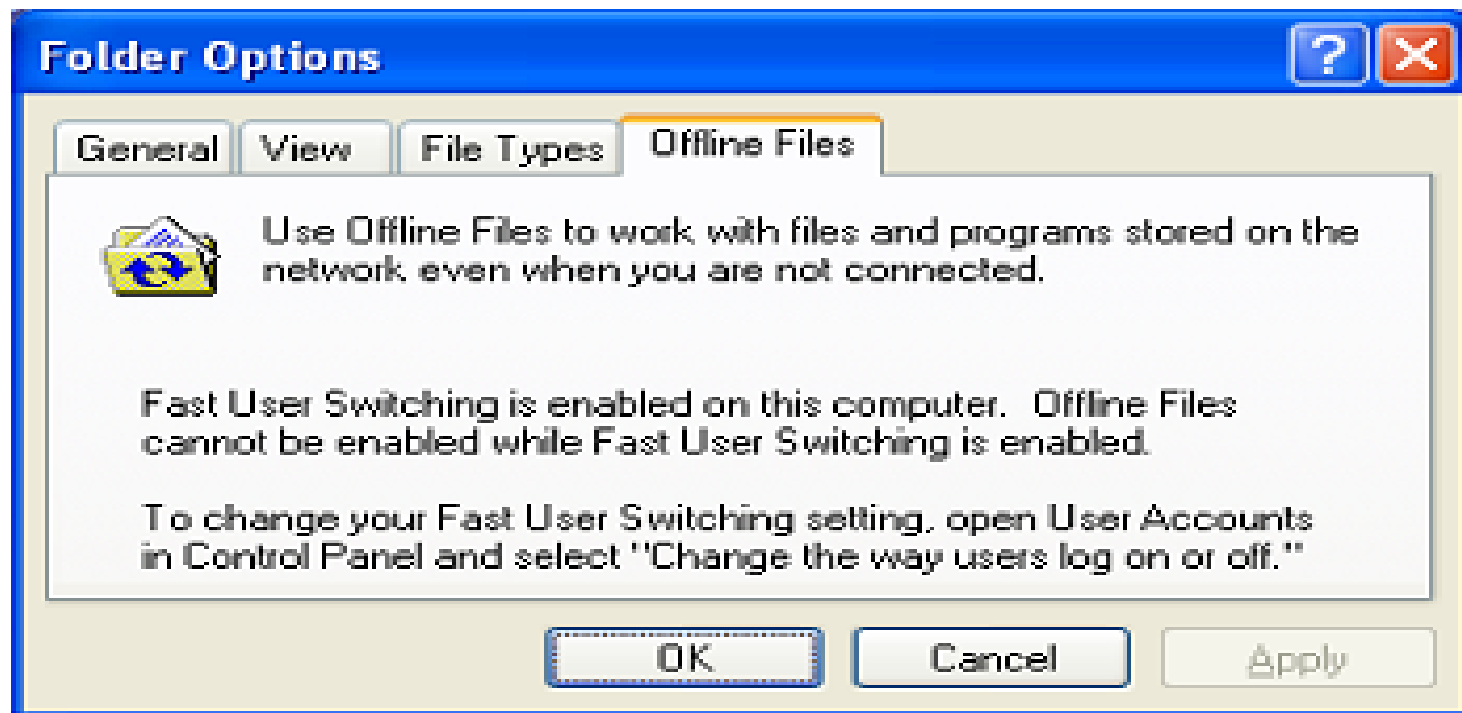 Folder Options
General View File Types Offline Files
Use Offline Files to work with files and programs stored on the
network even when you are not connected.
Fast User Switching is enabled on this computer. Offline Files
cannot be enabled while Fast User Switching is enabled.
To change your Fast User Switching setting, open User Accounts
in Control Panel and select "Change the way users log on or off."
OK Cancel Apply